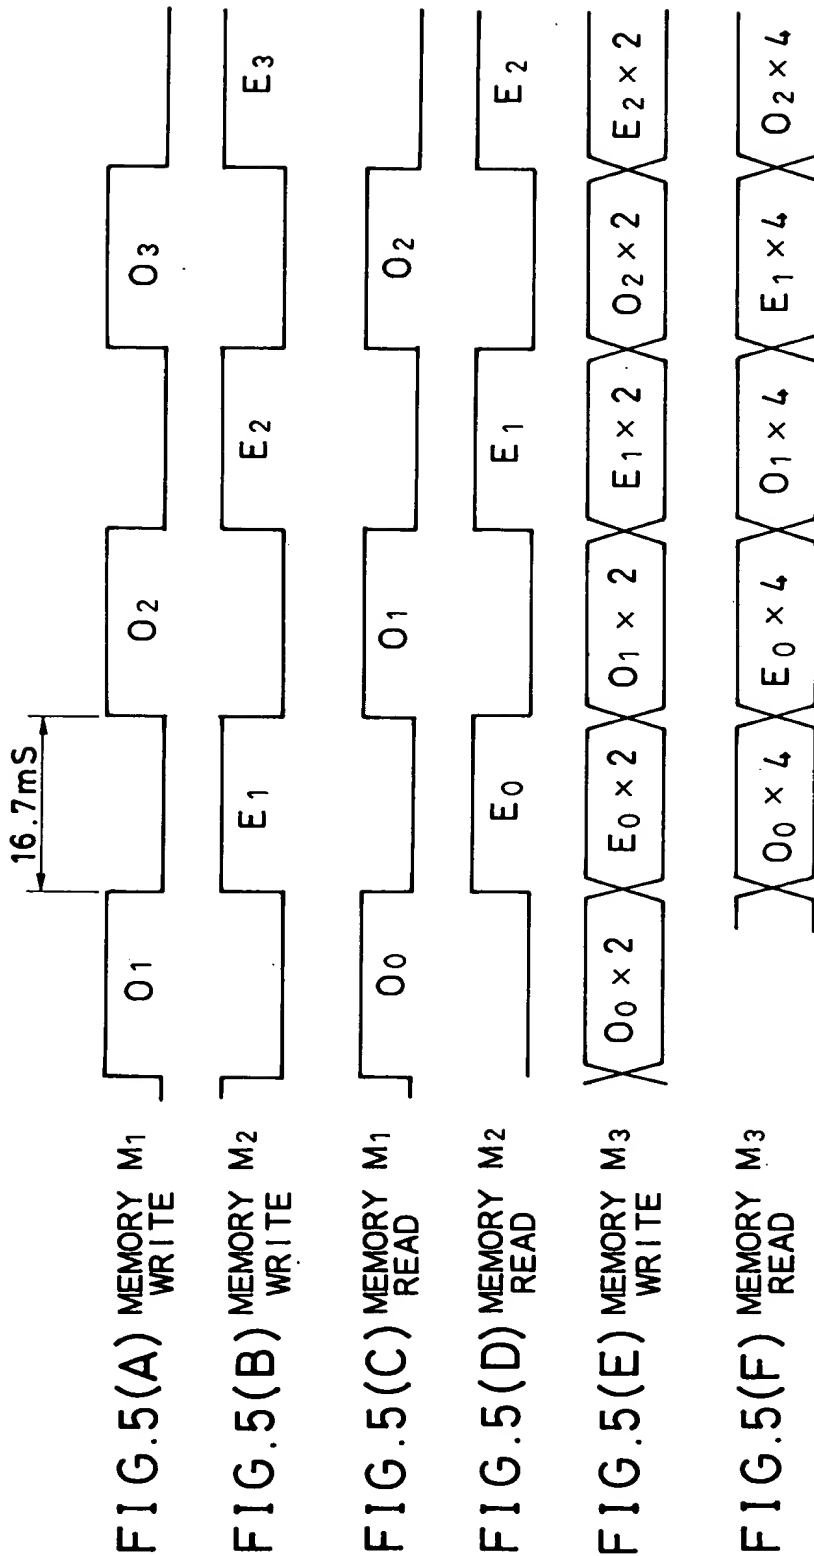 16.7mS
FIG.5(A) MEMORY M1 WRITE O1 O2 O3
FIG.5(B) MEMORY M2 WRITE E1 E2 E3
FIG.5(C) MEMORY M1 READ O0 O1 O2
FIG.5(D) MEMORY M2 READ E0 E1 E2
FIG.5(E) MEMORY M3 WRITE O0 × 2 E0 × 2 O1 × 2 E1 × 2 O2 × 2 E2 × 2
FIG.5(F) MEMORY M3 READ O0 × 4 E0 × 4 O1 × 4 E1 × 4 O2 × 4